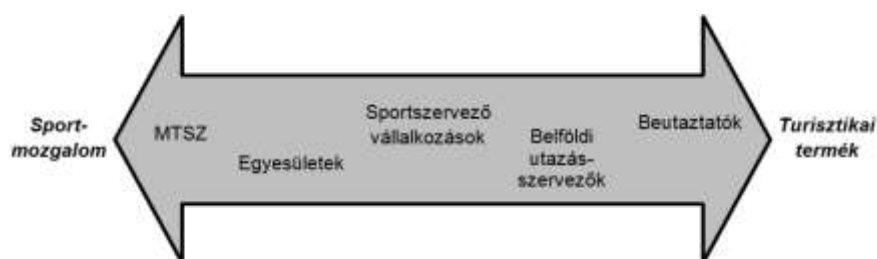 Sport-
mozgalom
MTSZ
Egyesületek
Sportszervező
vállalkozások
Belföldi
utazás-
szervezők
Beutaztatók
Turisztikai
termék